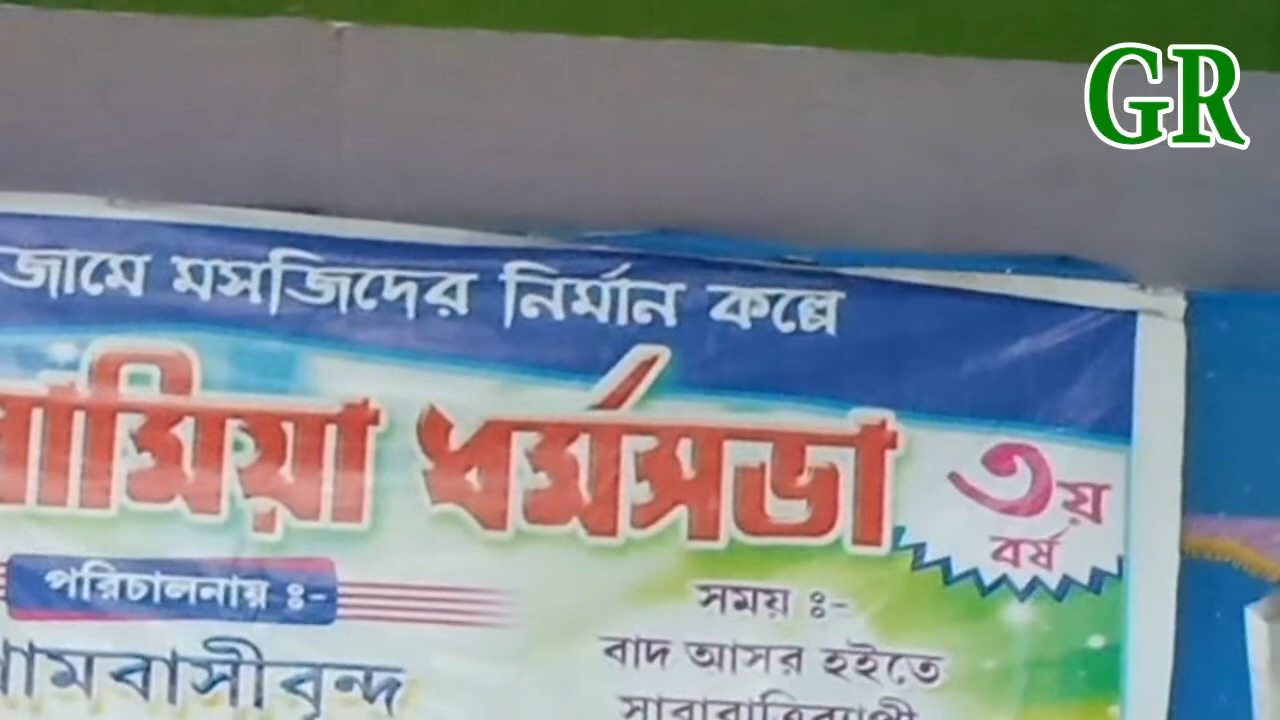 GR
জামে মসজিদের নির্মান কল্পে
ধর্মসভা
৩য়
বর্ষ
পরিচালনায় ঃ-
সময় ঃ-
বাদ আসর হইতে